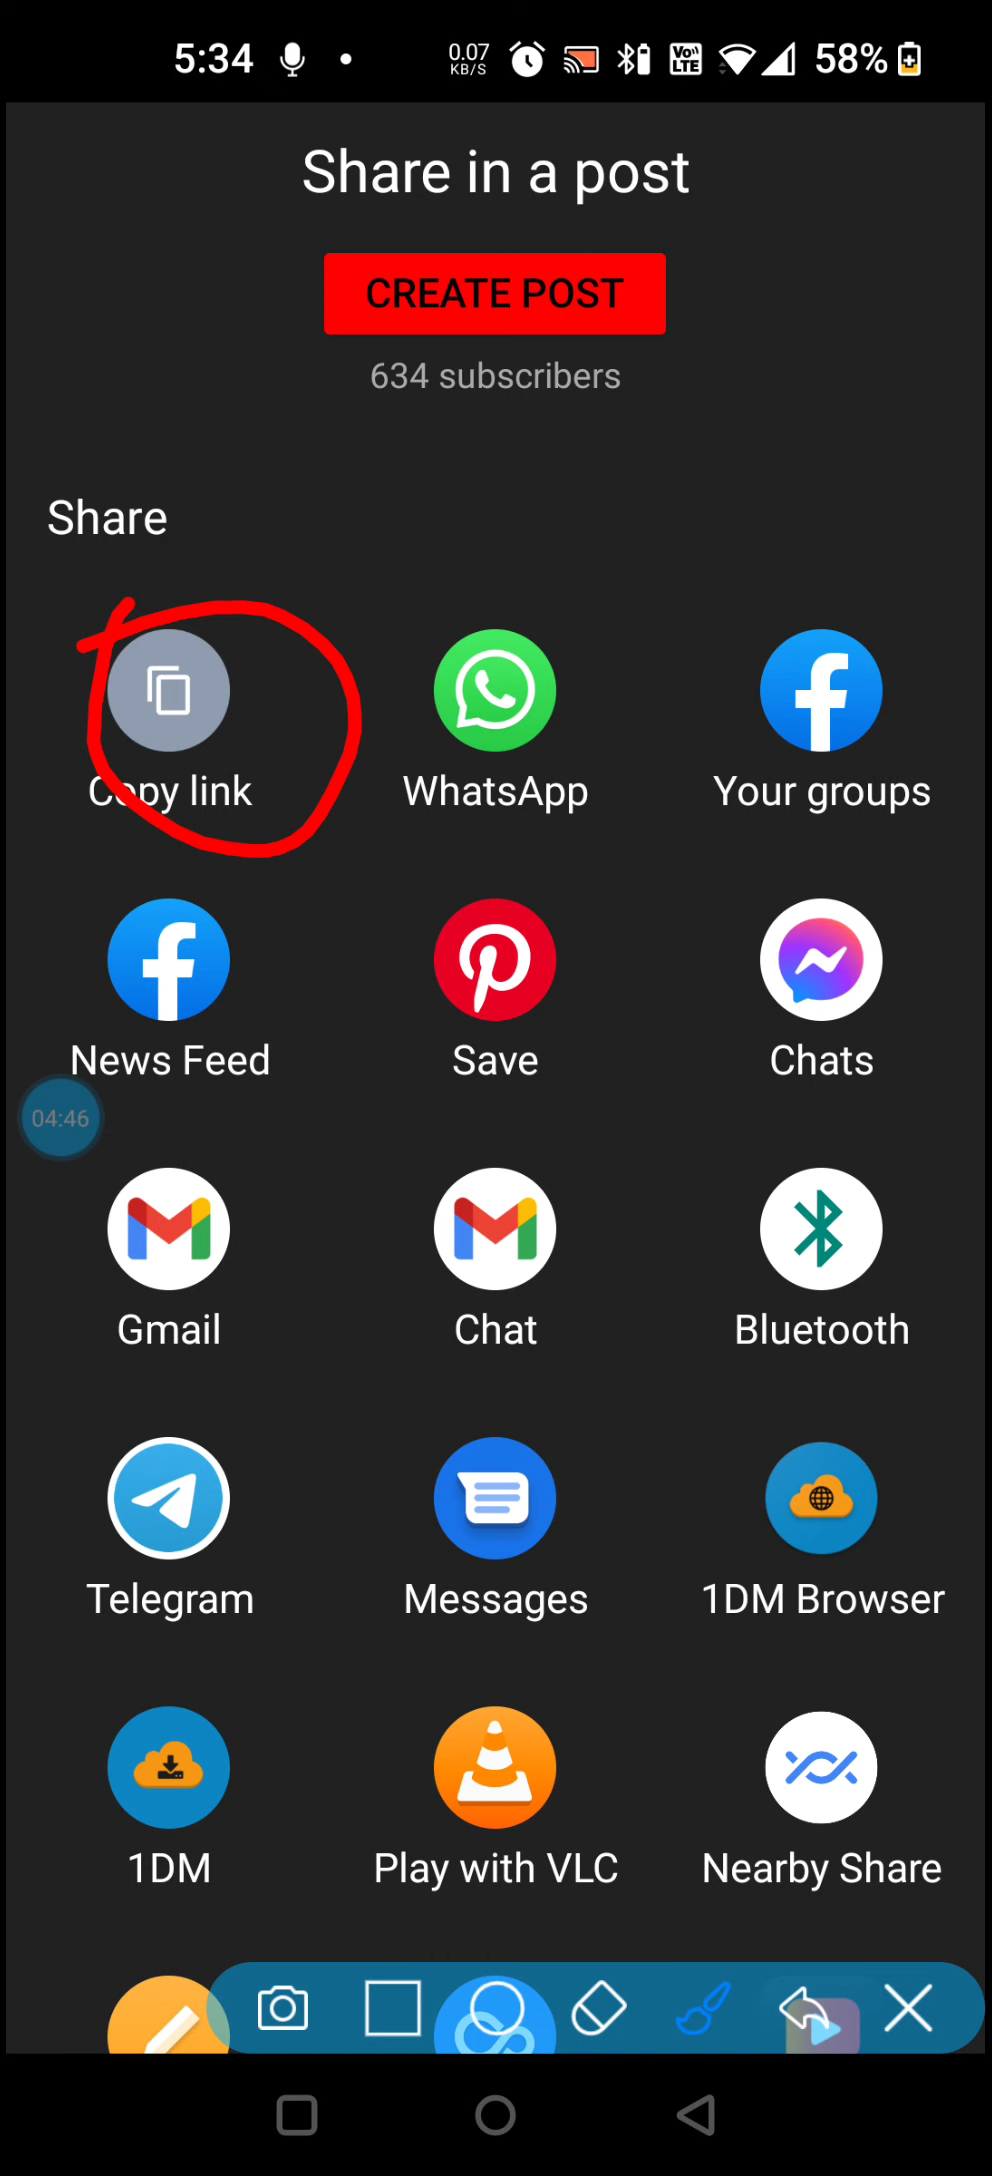 5:34 0.07 KB/S Vo)) LTE 58%
Share in a post
CREATE POST
634 subscribers
Share
Copy link WhatsApp Your groups
News Feed Save Chats
04:46
Gmail Chat Bluetooth
Telegram Messages 1DM Browser
1DM Play with VLC Nearby Share